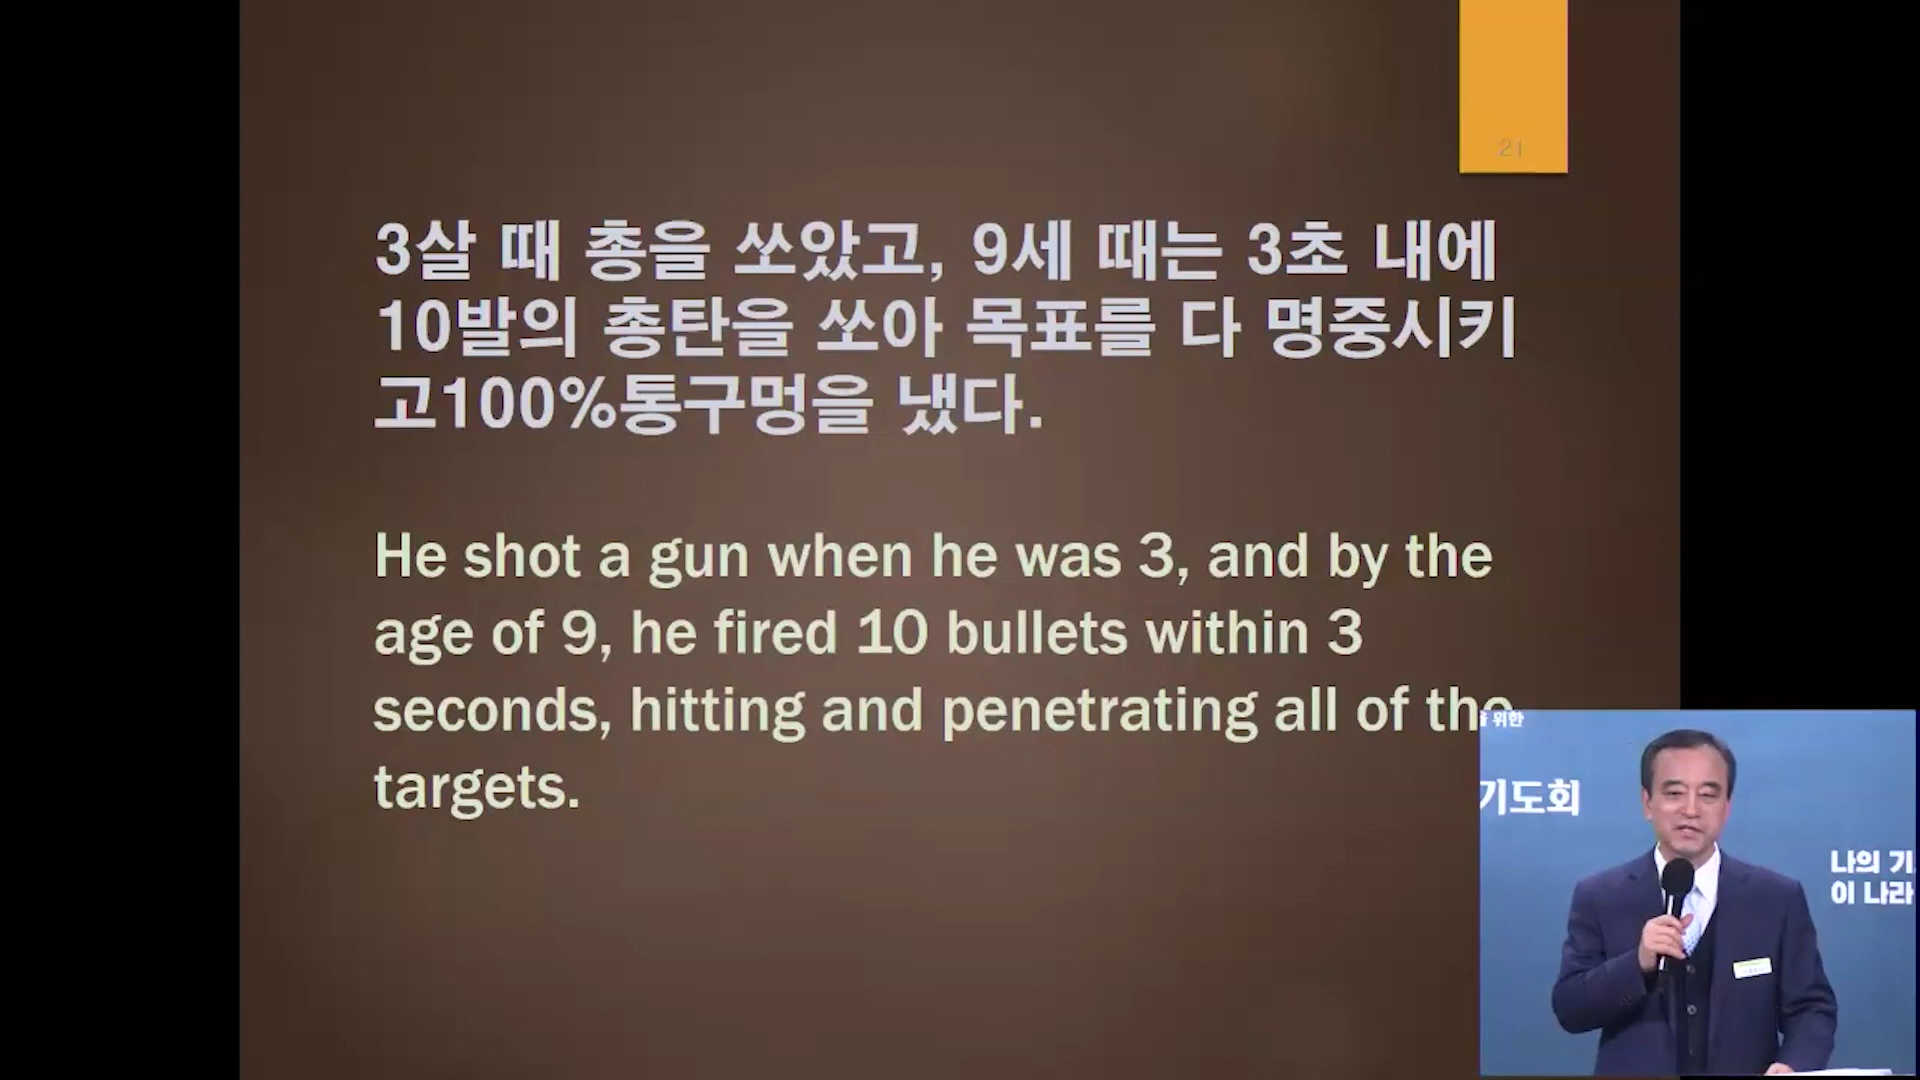 21
3살 때 총을 쏘았고, 9세 때는 3초 내에
10발의 총탄을 쏘아 목표를 다 명중시키
고100%통구멍을 냈다.
He shot a gun when he was 3, and by the
age of 9, he fired 10 bullets within 3
seconds, hitting and penetrating all of the
targets.
위한
기도회
나의 기
이 나라